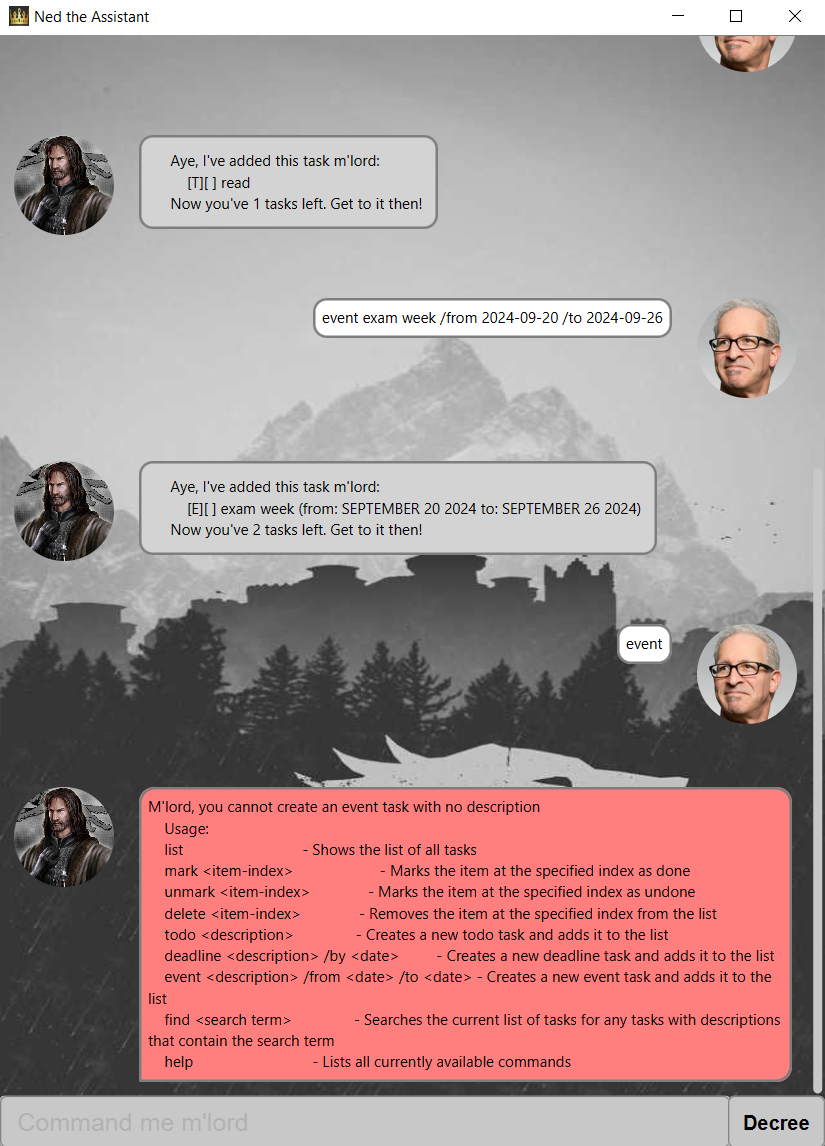 Ned the Assistant
Aye, I've added this task m'lord:
[T][ ] read
Now you've 1 tasks left. Get to it then!
event exam week /from 2024-09-20 /to 2024-09-26
Aye, I've added this task m'lord:
[E][ ] exam week (from: SEPTEMBER 20 2024 to: SEPTEMBER 26 2024)
Now you've 2 tasks left. Get to it then!
event
M'lord, you cannot create an event task with no description
Usage:
list - Shows the list of all tasks
mark <item-index> - Marks the item at the specified index as done
unmark <item-index> - Marks the item at the specified index as undone
delete <item-index> - Removes the item at the specified index from the list
todo <description> - Creates a new todo task and adds it to the list
deadline <description> /by <date> - Creates a new deadline task and adds it to the list
event <description> /from <date> /to <date> - Creates a new event task and adds it to the
list
find <search term> - Searches the current list of tasks for any tasks with descriptions
that contain the search term
help - Lists all currently available commands
Command me m'lord
Decree